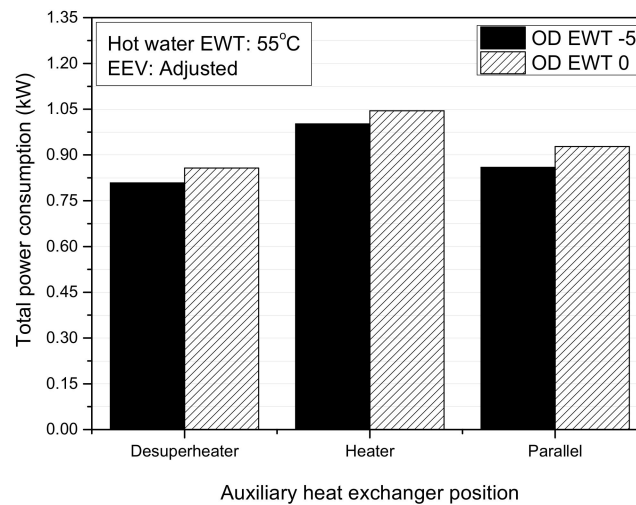 Hot water EWT: 55°C
EEV: Adjusted
OD EWT -5
OD EWT 0
Total power consumption (kW)
1.35
1.20
1.05
0.90
0.75
0.60
0.45
0.30
0.15
0.00
Desuperheater Heater Parallel
Auxiliary heat exchanger position